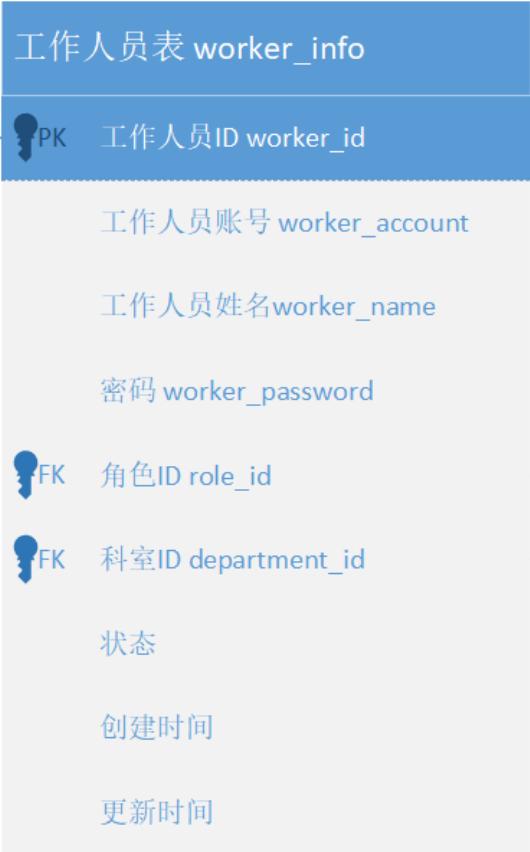 工作人员表 worker_info
PK 工作人员ID worker_id
工作人员账号 worker_account
工作人员姓名worker_name
密码 worker_password
FK 角色ID role_id
FK 科室ID department_id
状态
创建时间
更新时间